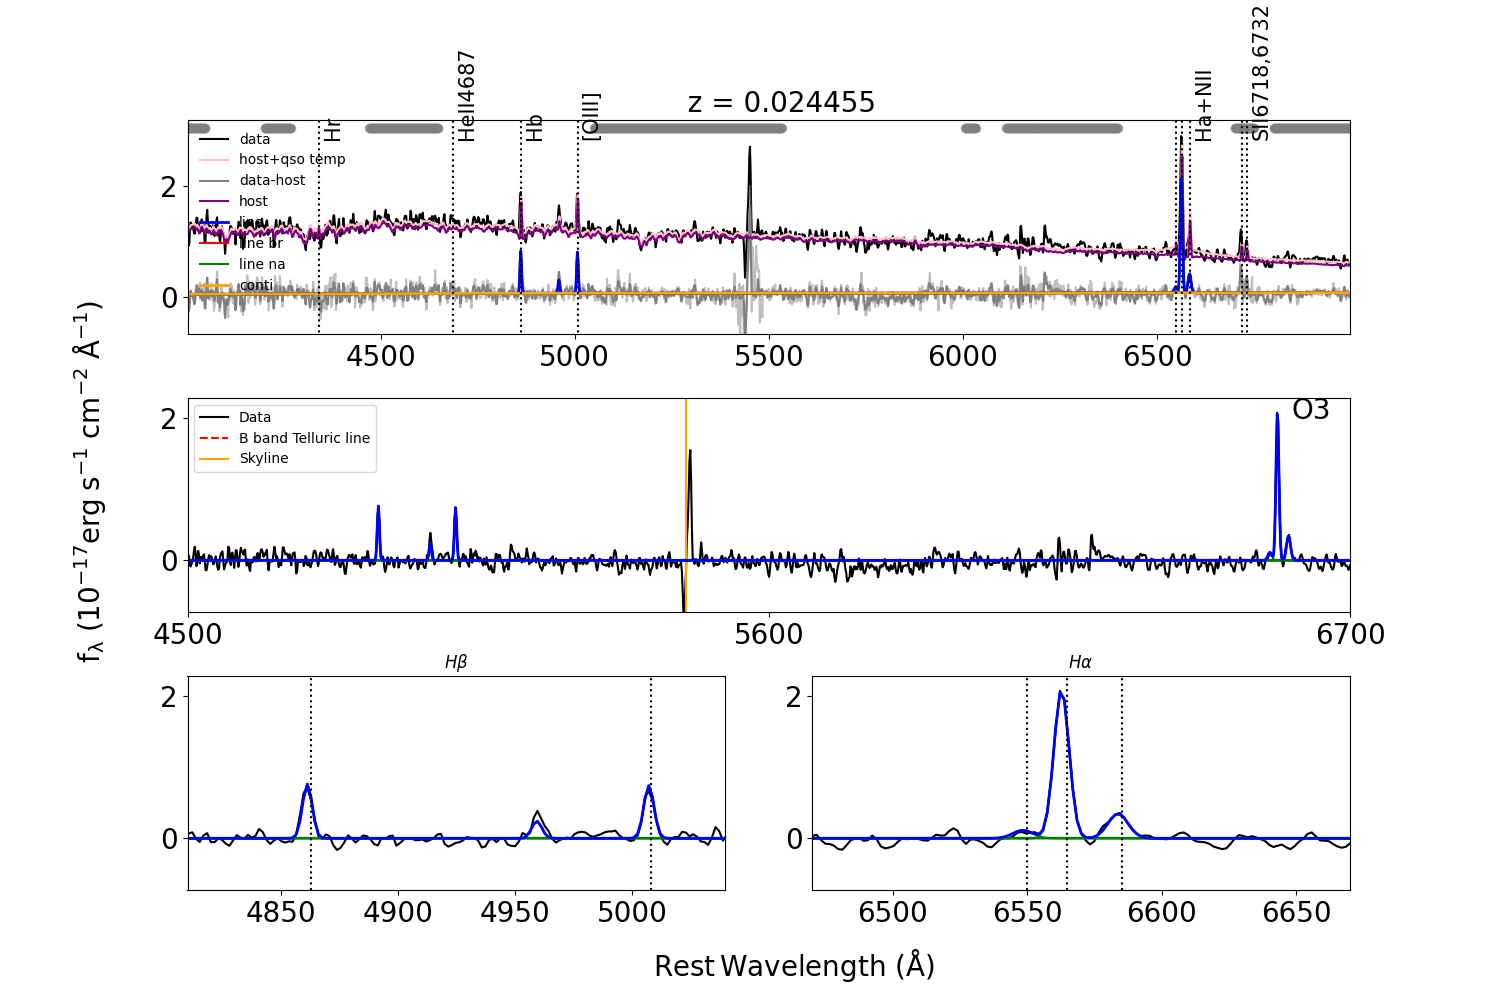 z = 0.024455
Hr
HeII4687
Hb
[OIII]
Ha+NII
SII6718,6732
data
host+qso temp
data-host
host
line
line br
line na
conti
2
0
4500
5000
5500
6000
6500
fλ (10−17erg s−1 cm−2 Å−1)
Data
B band Telluric line
Skyline
O3
2
0
4500
5600
6700
Hβ
2
0
4850
4900
4950
5000
Hα
2
0
6500
6550
6600
6650
Rest Wavelength (Å)